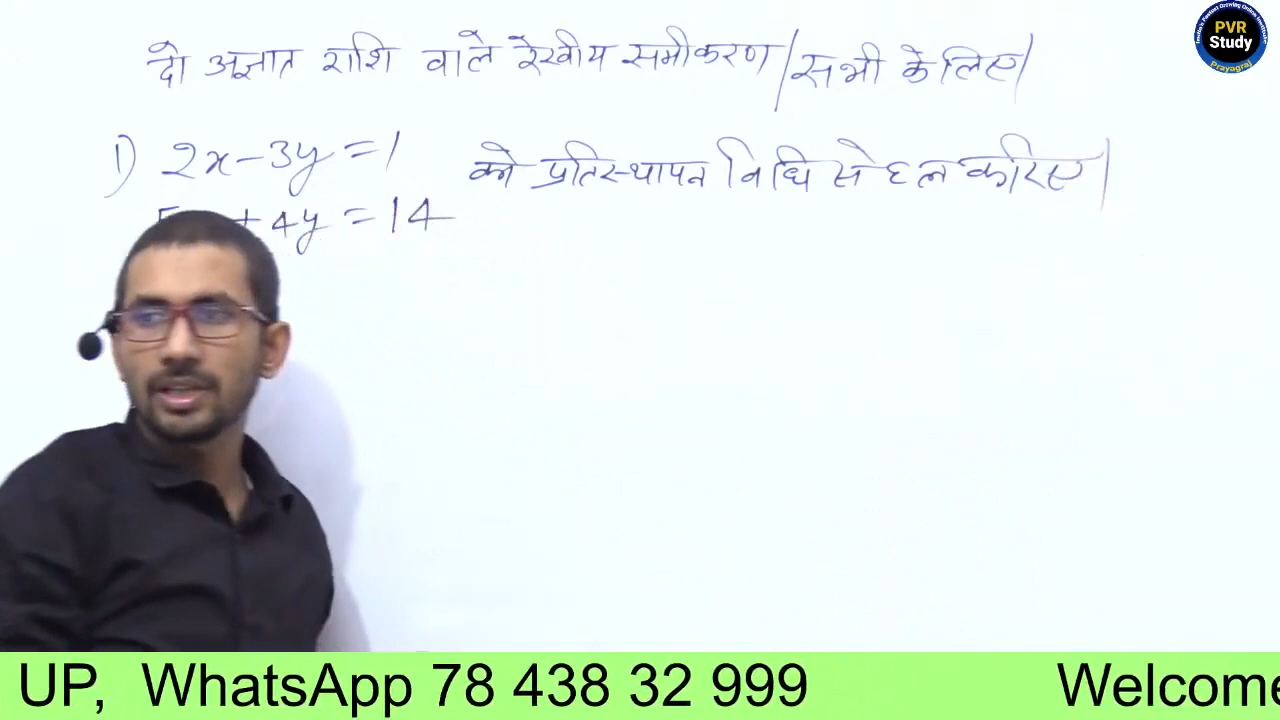 दो अज्ञात राशि वाले रेखीय समीकरण/सभी के लिए/
1) 2x-3y=1 को प्रतिस्थापन विधि से हल करिए/
5 + 4y = 14
PVR
Study
Prayagraj
UP, WhatsApp 78 438 32 999 Welcome